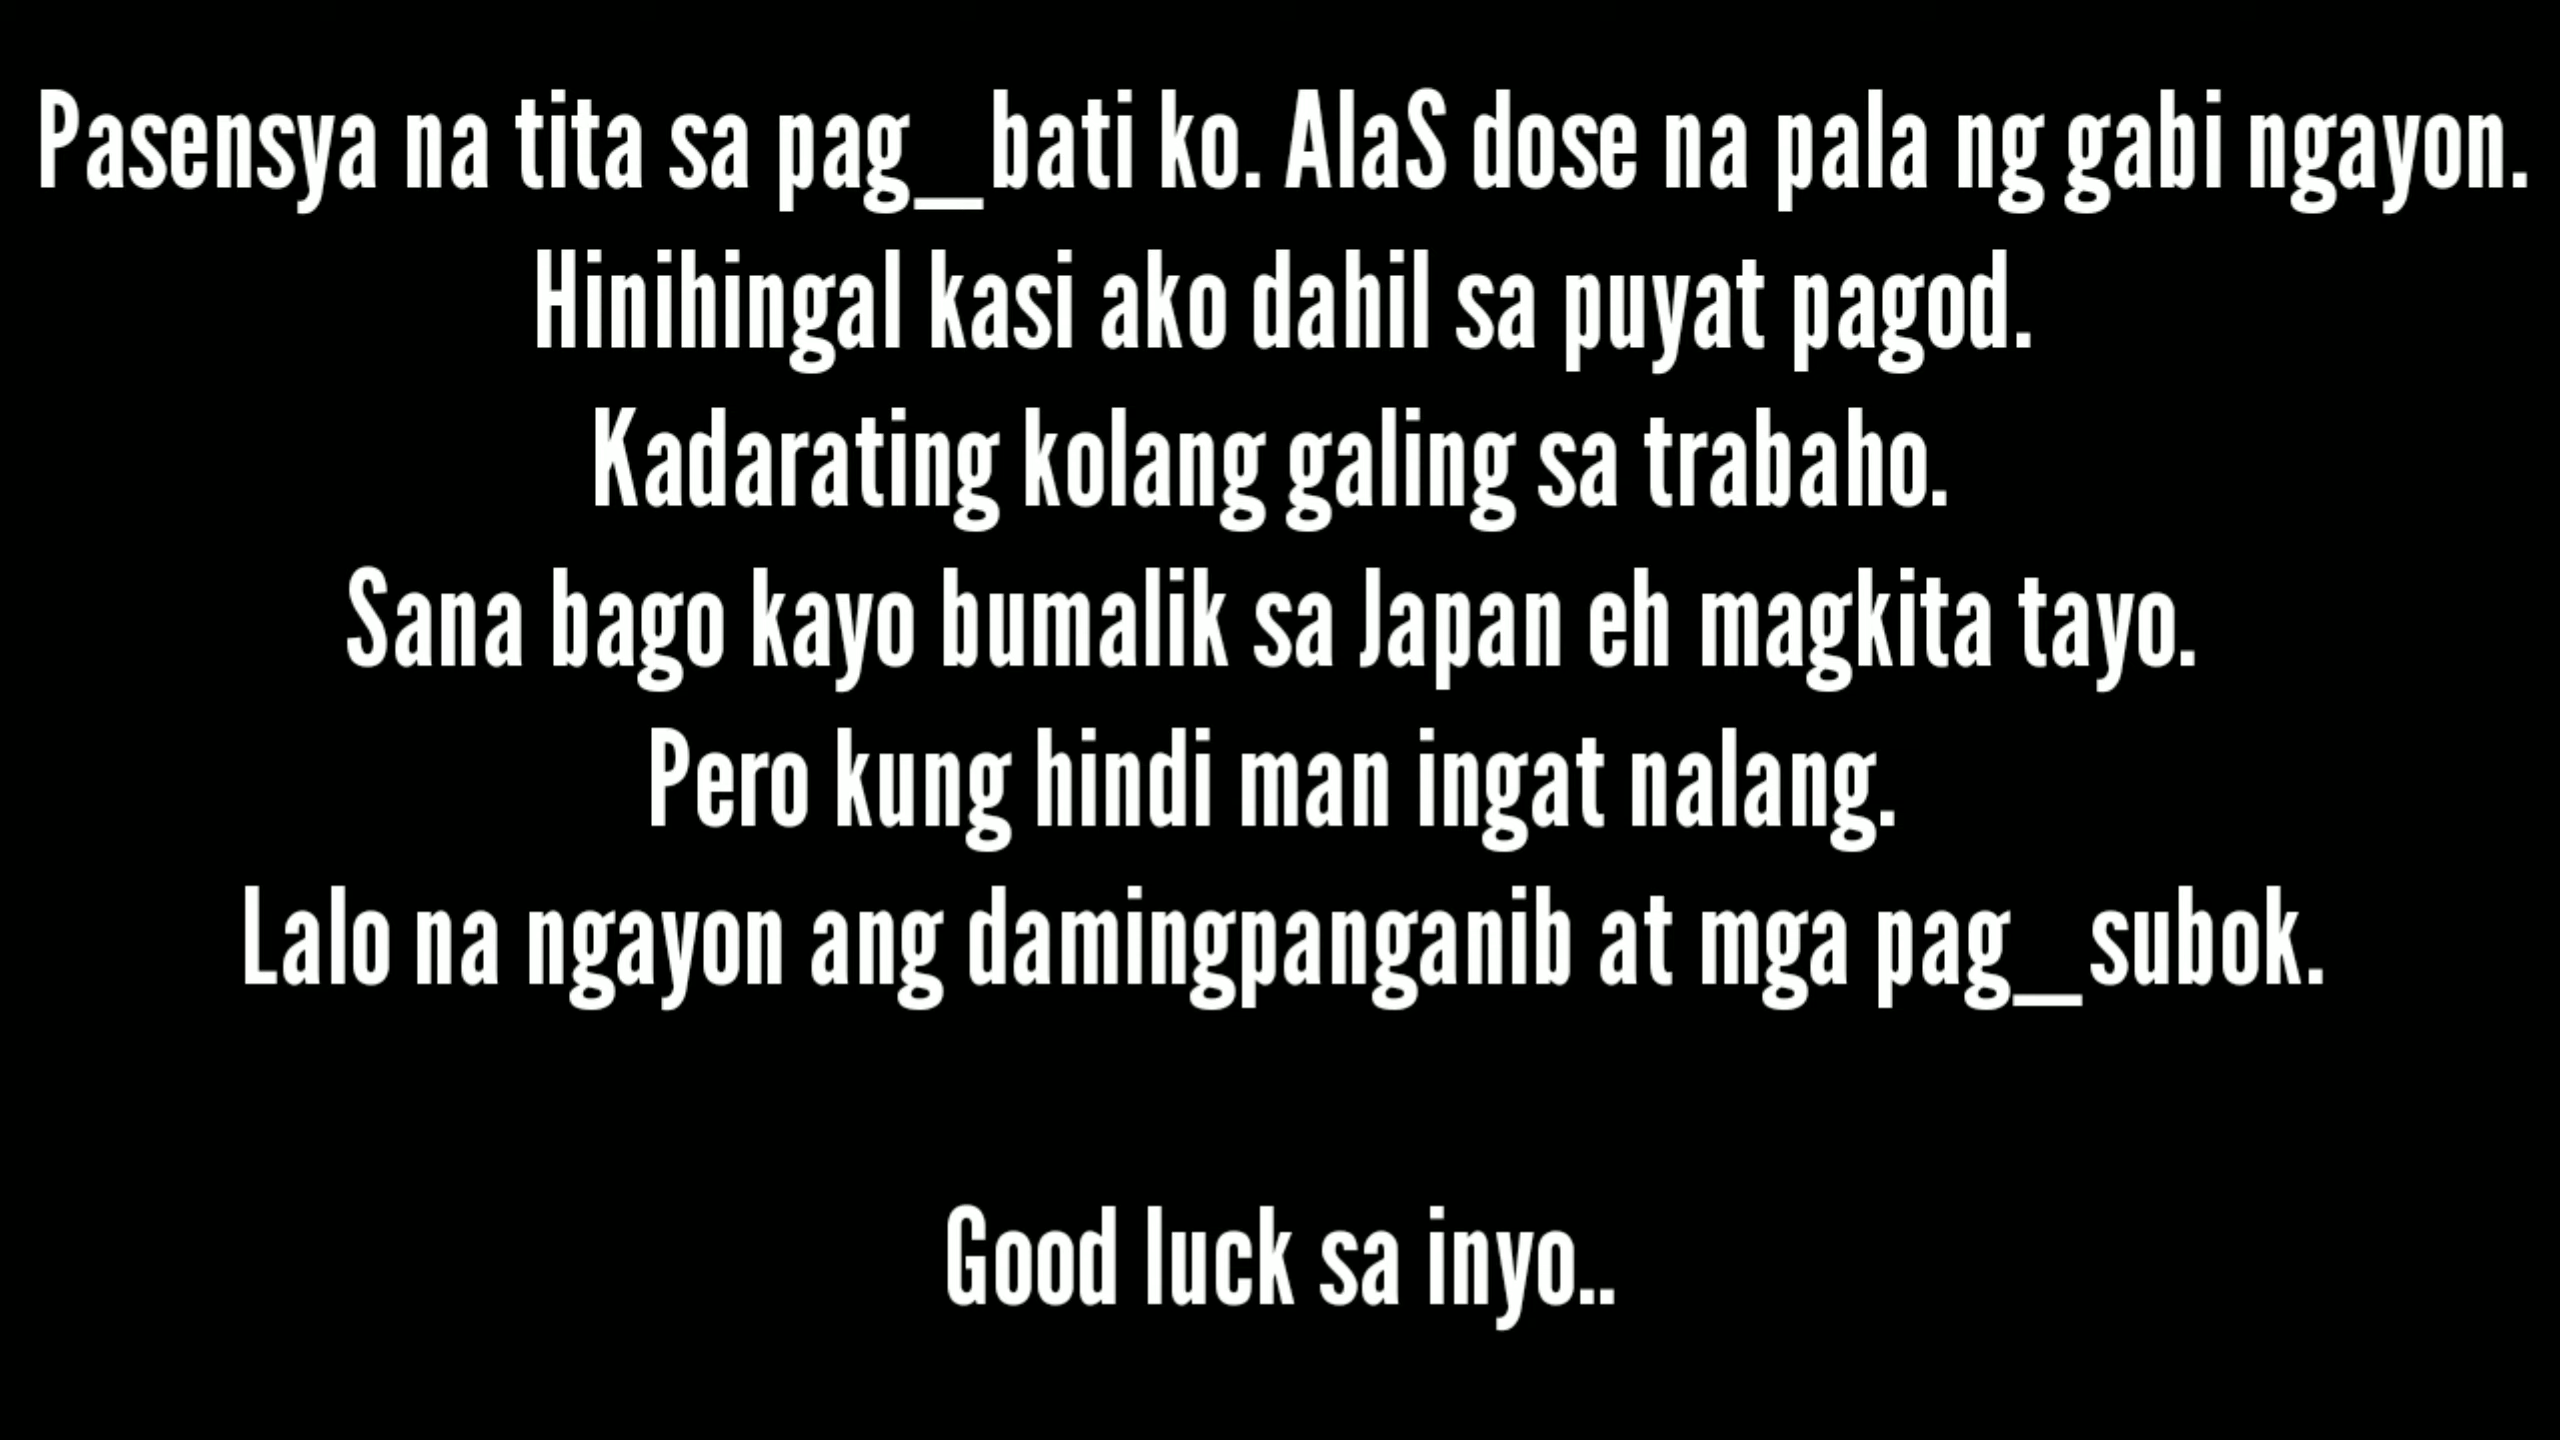 Pasensya na tita sa pag_bati ko. AlaS dose na pala ng gabi ngayon.
Hinihingal kasi ako dahil sa puyat pagod.
Kadarating kolang galing sa trabaho.
Sana bago kayo bumalik sa Japan eh magkita tayo.
Pero kung hindi man ingat nalang.
Lalo na ngayon ang damingpanganib at mga pag_subok.
Good luck sa inyo..